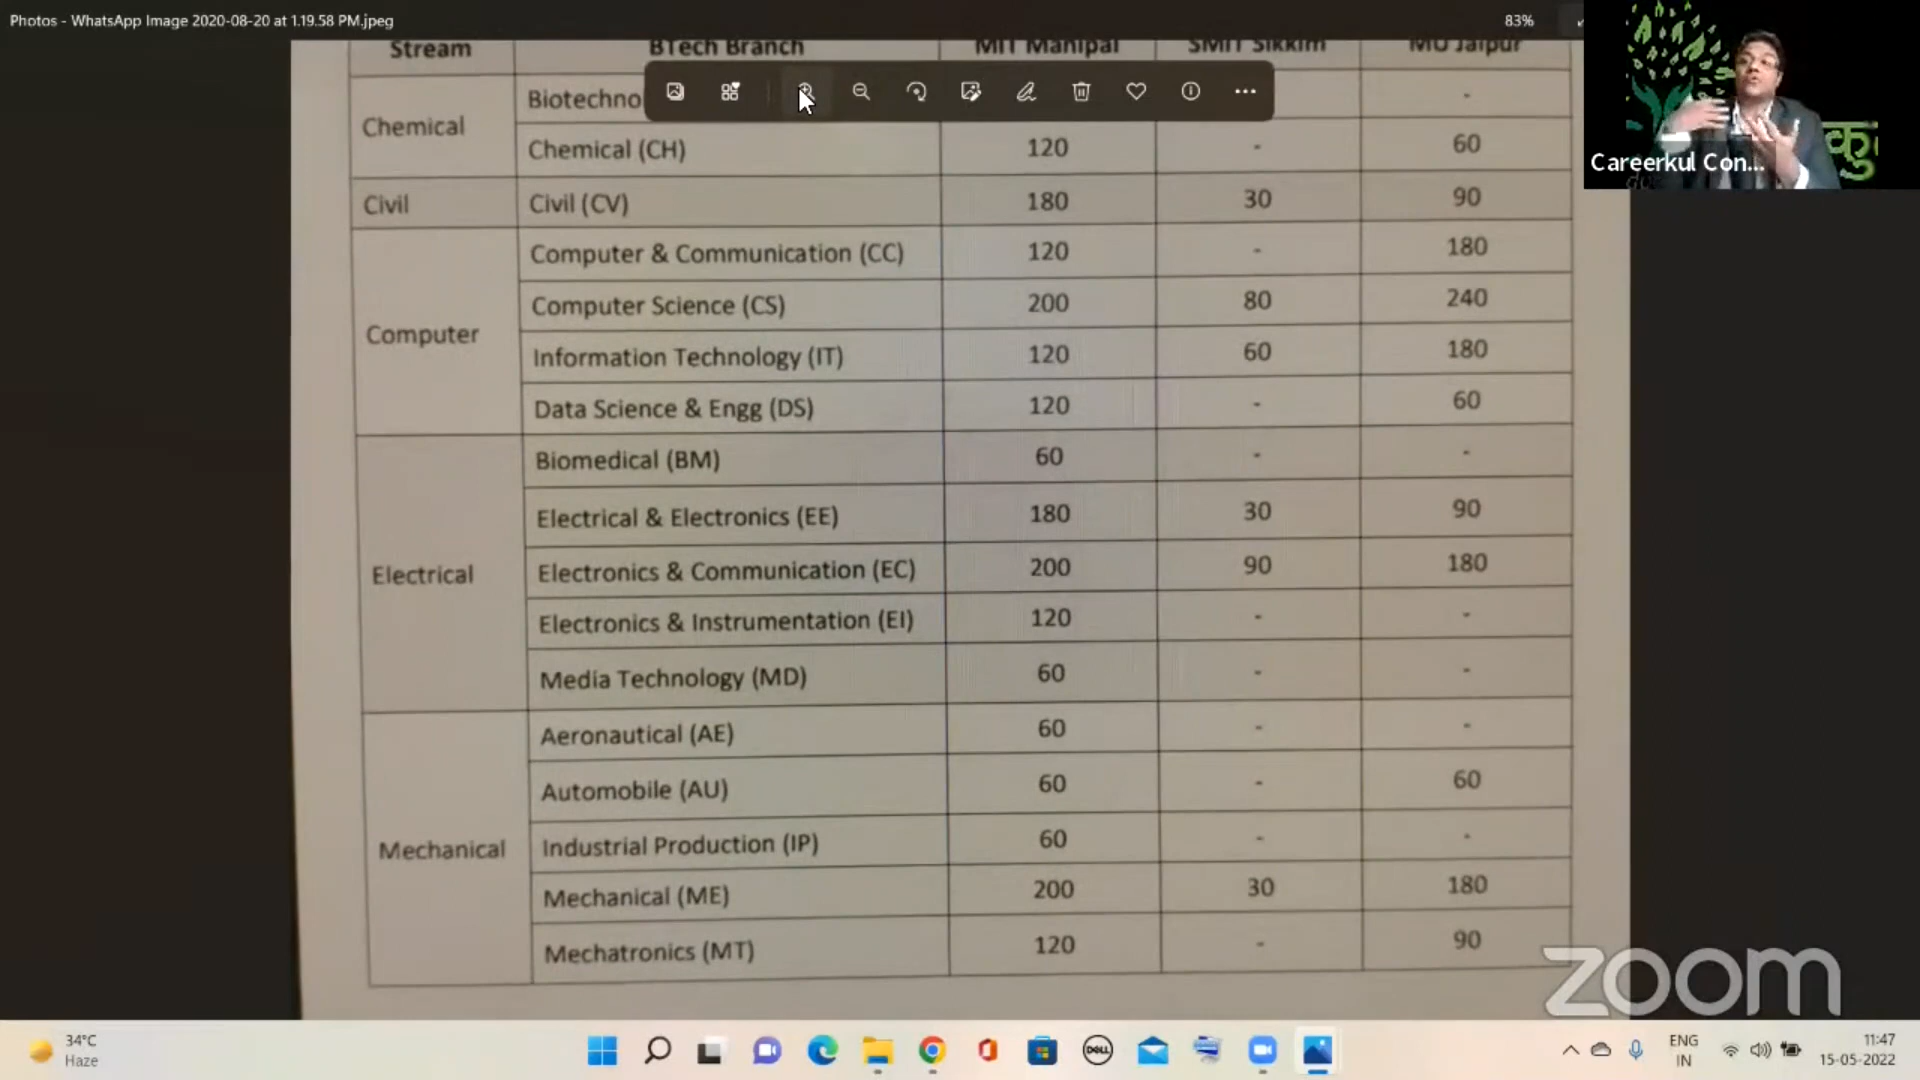 Photos - WhatsApp Image 2020-08-20 at 1.19.58 PM.jpeg
83%
Stream BTech Branch MIT Manipal SMIT Sikkim MU Jaipur
Chemical
Biotechno -
Chemical (CH) 120 - 60
Civil Civil (CV) 180 30 90
Computer
Computer & Communication (CC) 120 - 180
Computer Science (CS) 200 80 240
Information Technology (IT) 120 60 180
Data Science & Engg (DS) 120 - 60
Electrical
Biomedical (BM) 60 - -
Electrical & Electronics (EE) 180 30 90
Electronics & Communication (EC) 200 90 180
Electronics & Instrumentation (EI) 120 - -
Media Technology (MD) 60 - -
Mechanical
Aeronautical (AE) 60 - -
Automobile (AU) 60 - 60
Industrial Production (IP) 60 - -
Mechanical (ME) 200 30 180
Mechatronics (MT) 120 - 90
Careerkul Con...
zoom
34°C
Haze
DELL
ENG
IN
11:47
15-05-2022